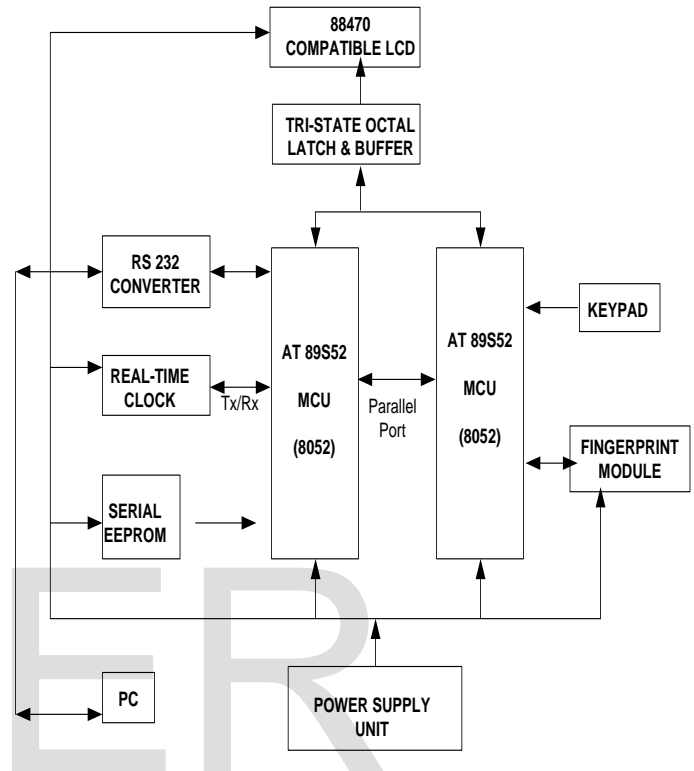 88470
COMPATIBLE LCD
TRI-STATE OCTAL
LATCH & BUFFER
RS 232
CONVERTER
AT 89S52
MCU
(8052)
AT 89S52
MCU
(8052)
KEYPAD
REAL-TIME
CLOCK
Tx/Rx
Parallel
Port
FINGERPRINT
MODULE
SERIAL
EEPROM
PC
POWER SUPPLY
UNIT
ER